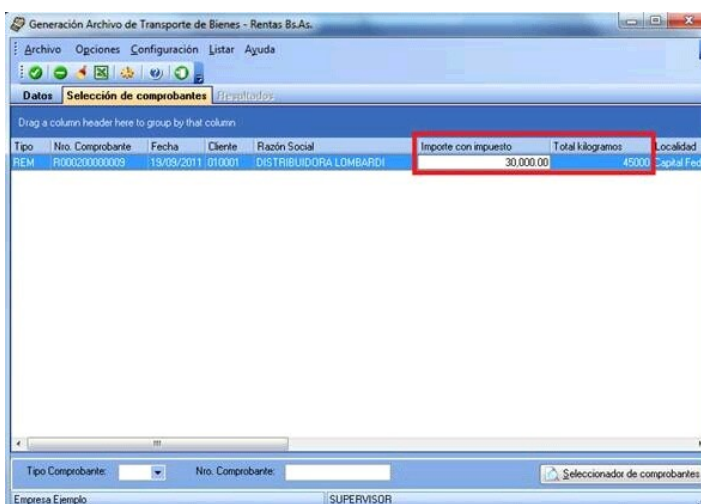 Generación Archivo de Transporte de Bienes - Rentas Bs.As.
Archivo Opciones Configuración Listar Ayuda
Datos Selección de comprobantes Resultados
Drag a column header here to group by that column
Tipo Nro. Comprobante Fecha Cliente Razón Social Importe con impuesto Total kilogramos Localidad
REM R000200000009 19/09/2011 010001 DISTRIBUIDORA LOMBARDI 30,000.00 45000 Capital Fed
Tipo Comprobante: Nro. Comprobante: Seleccionador de comprobantes
Empresa Ejemplo SUPERVISOR